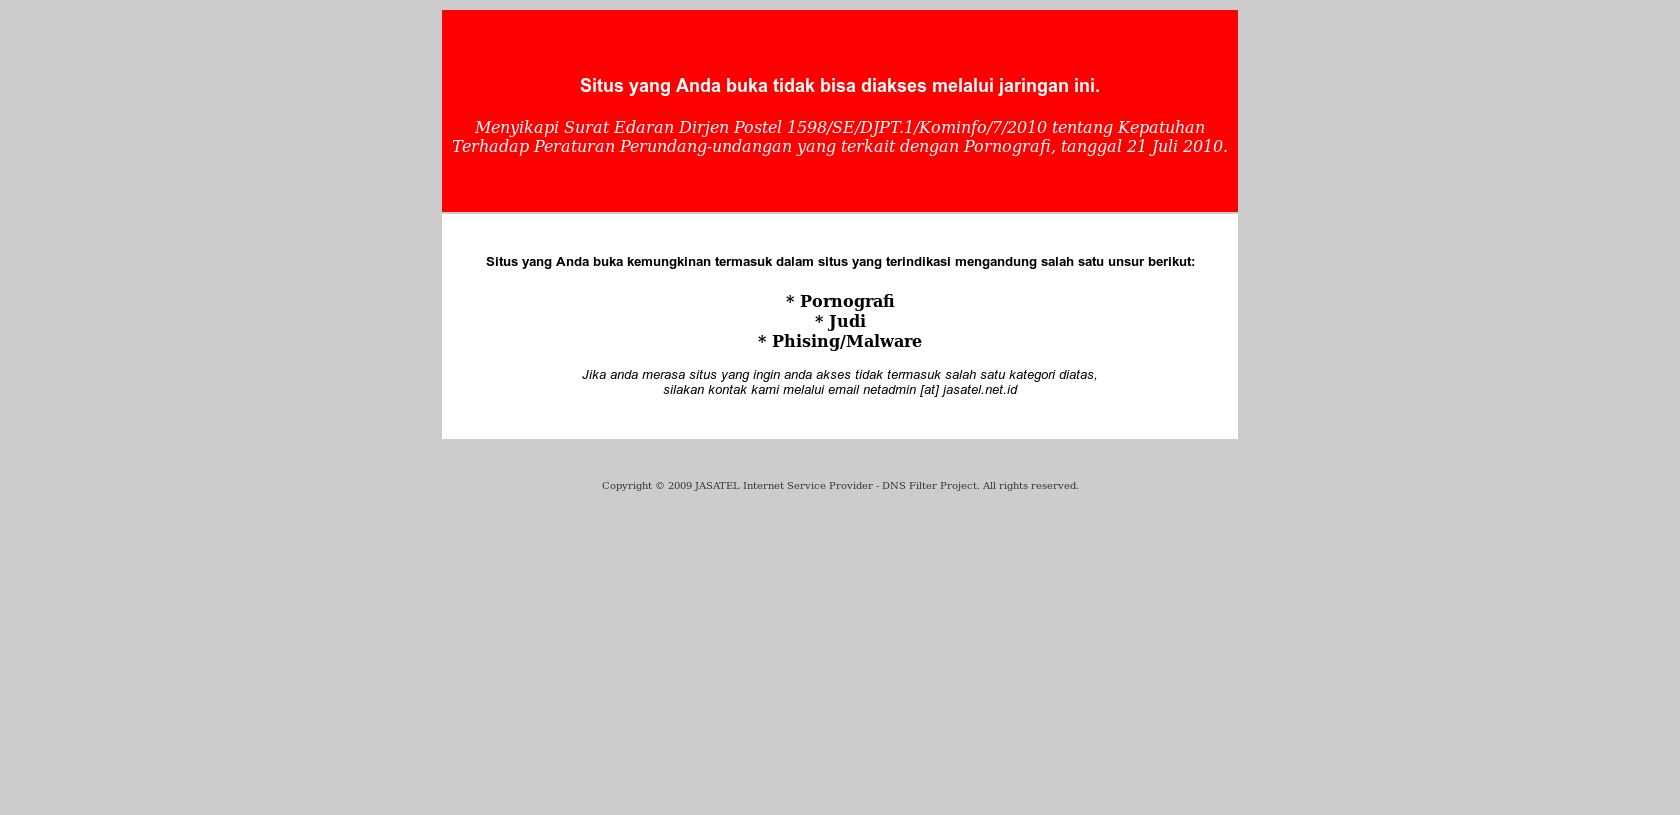 Situs yang Anda buka tidak bisa diakses melalui jaringan ini.
Menyikapi Surat Edaran Dirjen Postel 1598/SE/DJPT.1/Kominfo/7/2010 tentang Kepatuhan
Terhadap Peraturan Perundang-undangan yang terkait dengan Pornografi, tanggal 21 Juli 2010.
Situs yang Anda buka kemungkinan termasuk dalam situs yang terindikasi mengandung salah satu unsur berikut:
* Pornografi
* Judi
* Phising/Malware
Jika anda merasa situs yang ingin anda akses tidak termasuk salah satu kategori diatas,
silakan kontak kami melalui email netadmin [at] jasatel.net.id
Copyright © 2009 JASATEL Internet Service Provider - DNS Filter Project. All rights reserved.